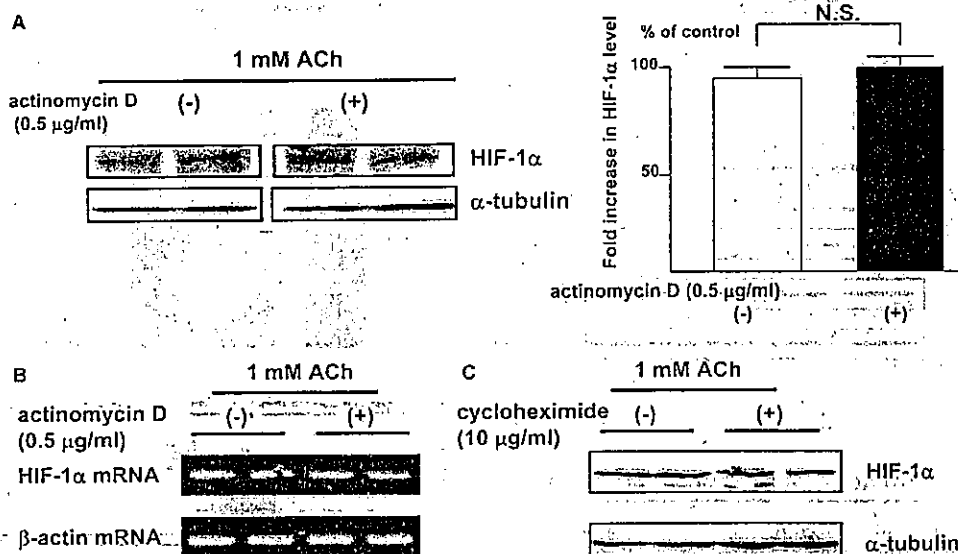 A
1 mM ACh
actinomycin D (-) (+)
(0.5 µg/ml)
HIF-1α
α-tubulin
N.S.
% of control
100
50
Fold increase in HIF-1α level
actinomycin D (0.5 µg/ml)
(-) (+)
B
1 mM ACh
actinomycin D (-) (+)
(0.5 µg/ml)
HIF-1α mRNA
β-actin mRNA
C
1 mM ACh
cycloheximide (-) (+)
(10 µg/ml)
HIF-1α
α-tubulin